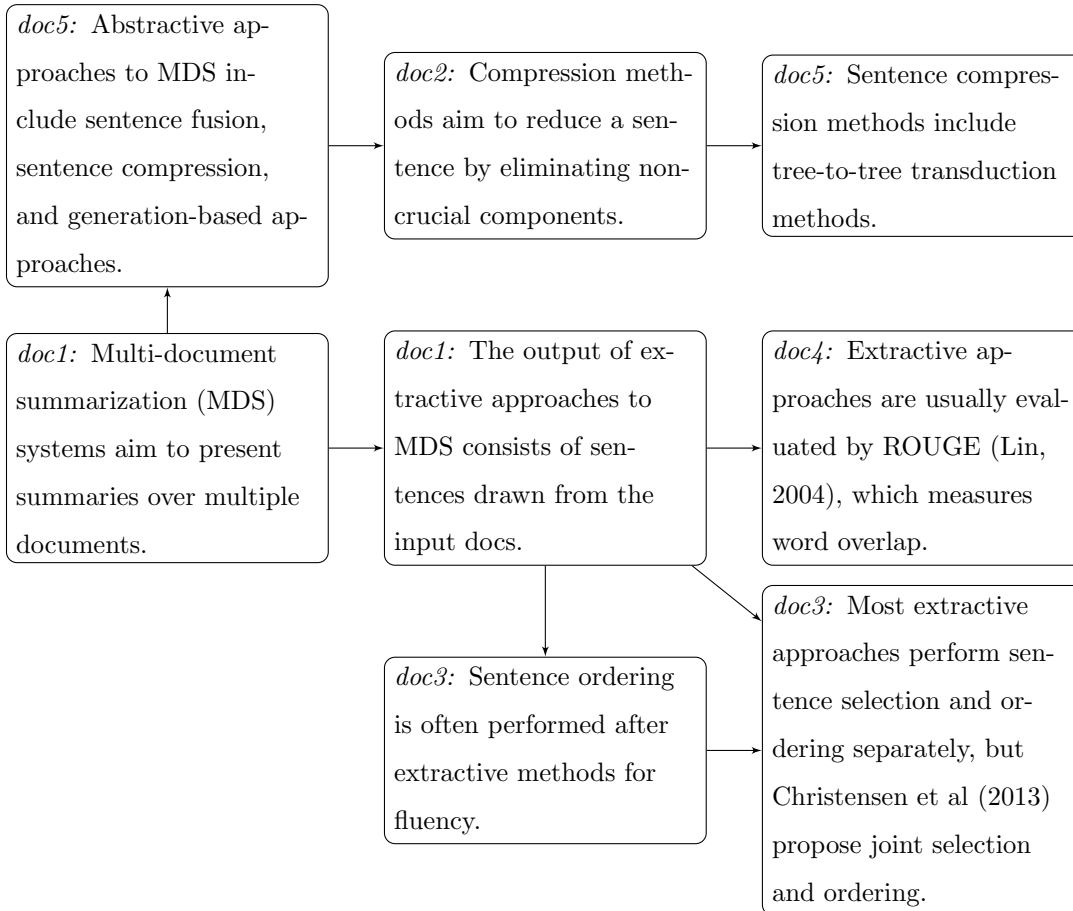 doc5: Abstractive ap-
proaches to MDS in-
clude sentence fusion,
sentence compression,
and generation-based ap-
proaches.
doc2: Compression meth-
ods aim to reduce a sen-
tence by eliminating non-
crucial components.
doc5: Sentence compres-
sion methods include
tree-to-tree transduction
methods.
doc1: Multi-document
summarization (MDS)
systems aim to present
summaries over multiple
documents.
doc1: The output of ex-
tractive approaches to
MDS consists of sen-
tences drawn from the
input docs.
doc4: Extractive ap-
proaches are usually eval-
uated by ROUGE (Lin,
2004), which measures
word overlap.
doc3: Sentence ordering
is often performed after
extractive methods for
fluency.
doc3: Most extractive
approaches perform sen-
tence selection and or-
dering separately, but
Christensen et al (2013)
propose joint selection
and ordering.